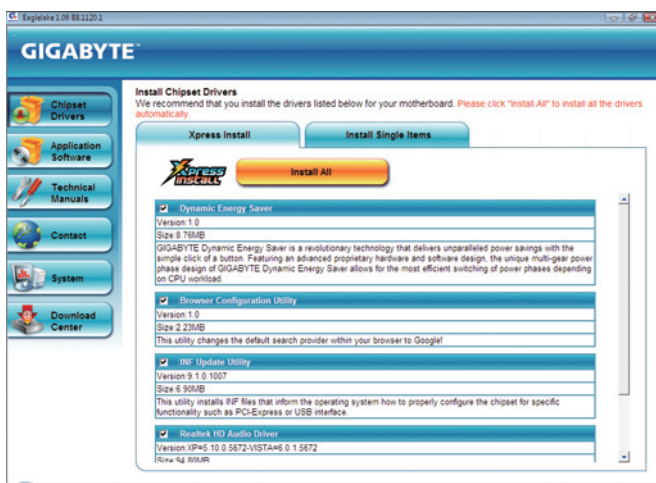 Eaglelake 1.06 B8.1120.1
GIGABYTE™
Chipset
Drivers
Application
Software
Technical
Manuals
Contact
System
Download
Center
Install Chipset Drivers
We recommend that you install the drivers listed below for your motherboard. Please click "Install All" to install all the drivers
automatically.
Xpress Install
Install Single Items
Xpress
INSTALL
Install All
Dynamic Energy Saver
Version:1.0
Size:8.76MB
GIGABYTE Dynamic Energy Saver is a revolutionary technology that delivers unparalleled power savings with the
simple click of a button. Featuring an advanced proprietary hardware and software design, the unique multi-gear power
phase design of GIGABYTE Dynamic Energy Saver allows for the most efficient switching of power phases depending
on CPU workload.
Browser Configuration Utility
Version:1.0
Size:2.23MB
This utility changes the default search provider within your browser to Google!
INF Update Utility
Version:9.1.0.1007
Size:6.90MB
This utility installs INF files that inform the operating system how to properly configure the chipset for specific
functionality such as PCI-Express or USB interface.
Realtek HD Audio Driver
Version:XP=5.10.0.5672-VISTA=6.0.1.5672
Size:94.80MB